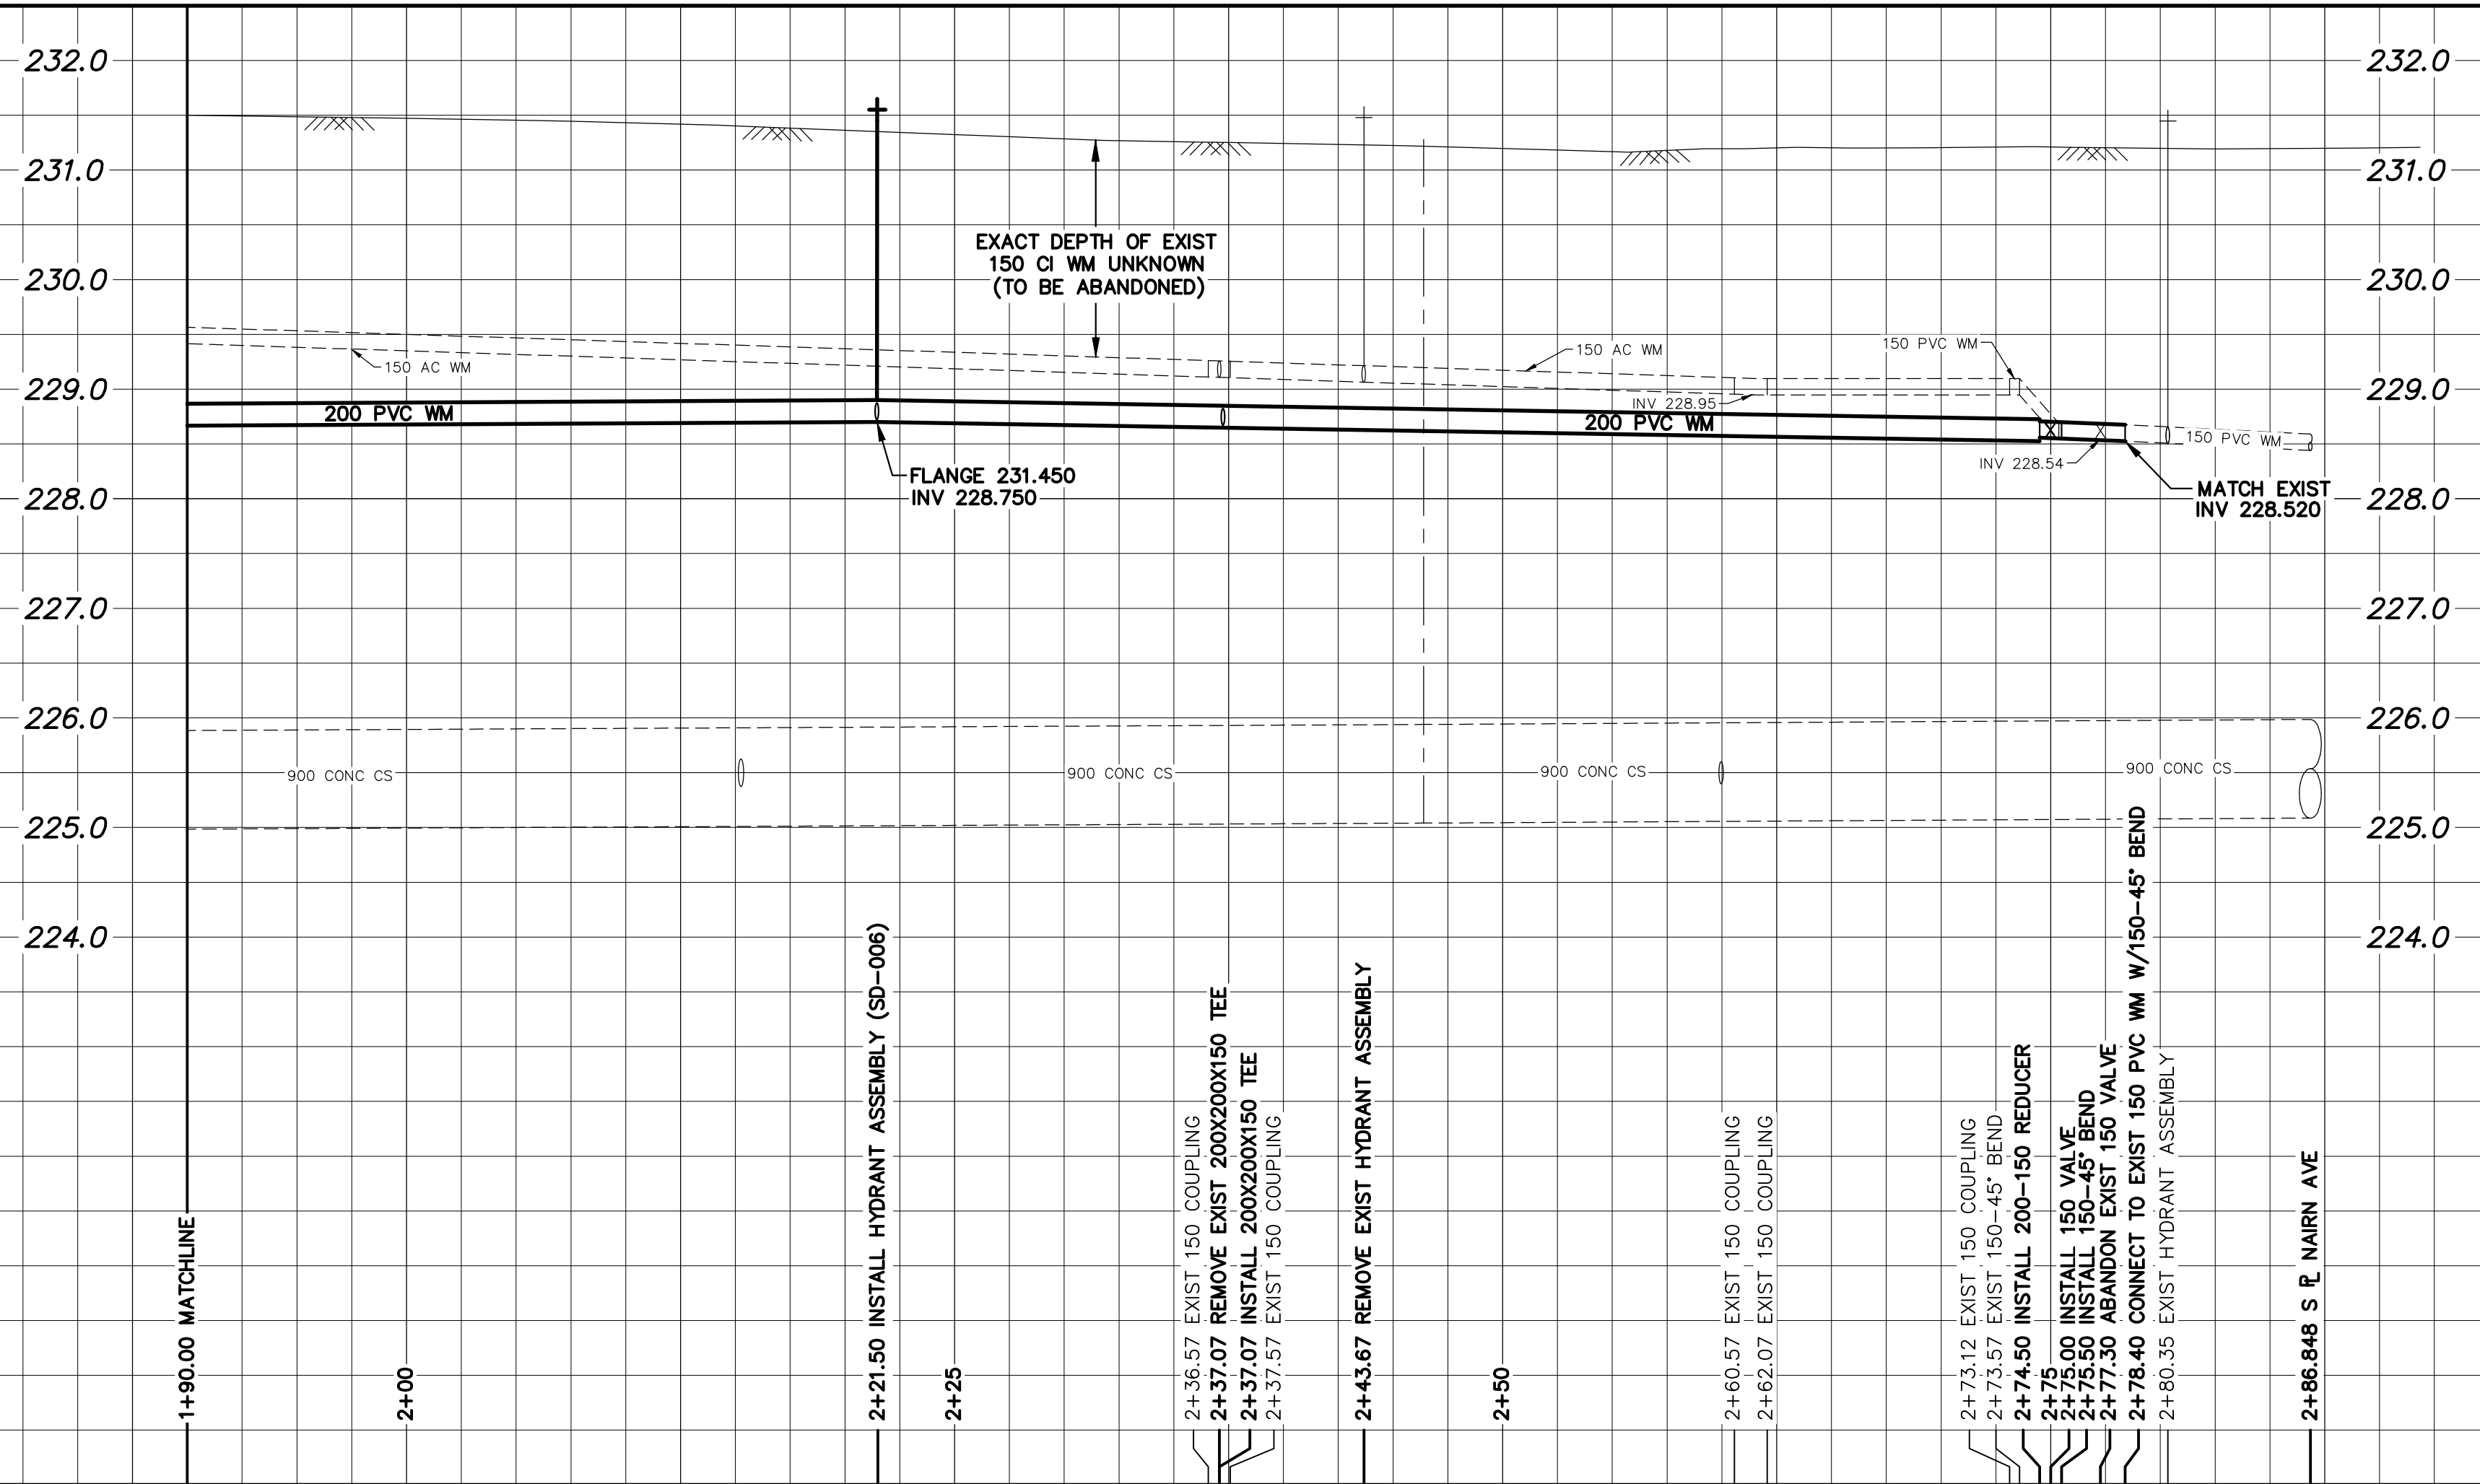 232.0
232.0
231.0
231.0
EXACT DEPTH OF EXIST
150 CI WM UNKNOWN
(TO BE ABANDONED)
230.0
230.0
150 AC WM
150 AC WM
150 PVC WM
229.0
229.0
INV 228.95
200 PVC WM
200 PVC WM
150 PVC WM
INV 228.54
FLANGE 231.450
INV 228.750
MATCH EXIST
INV 228.520
228.0
228.0
227.0
227.0
226.0
226.0
900 CONC CS
900 CONC CS
900 CONC CS
900 CONC CS
225.0
225.0
224.0
224.0
1+90.00 MATCHLINE
2+00
2+21.50 INSTALL HYDRANT ASSEMBLY (SD-006)
2+25
2+36.57 EXIST 150 COUPLING
2+37.07 REMOVE EXIST 200X200X150 TEE
2+37.07 INSTALL 200X200X150 TEE
2+37.57 EXIST 150 COUPLING
2+43.67 REMOVE EXIST HYDRANT ASSEMBLY
2+50
2+60.57 EXIST 150 COUPLING
2+62.07 EXIST 150 COUPLING
2+73.12 EXIST 150 COUPLING
2+73.57 EXIST 150-45° BEND
2+74.50 INSTALL 200-150 REDUCER
2+75
2+75.00 INSTALL 150 VALVE
2+75.50 INSTALL 150-45° BEND
2+77.30 ABANDON EXIST 150 VALVE
2+78.40 CONNECT TO EXIST 150 PVC WM W/150-45° BEND
2+80.35 EXIST HYDRANT ASSEMBLY
2+86.848 S PL NAIRN AVE